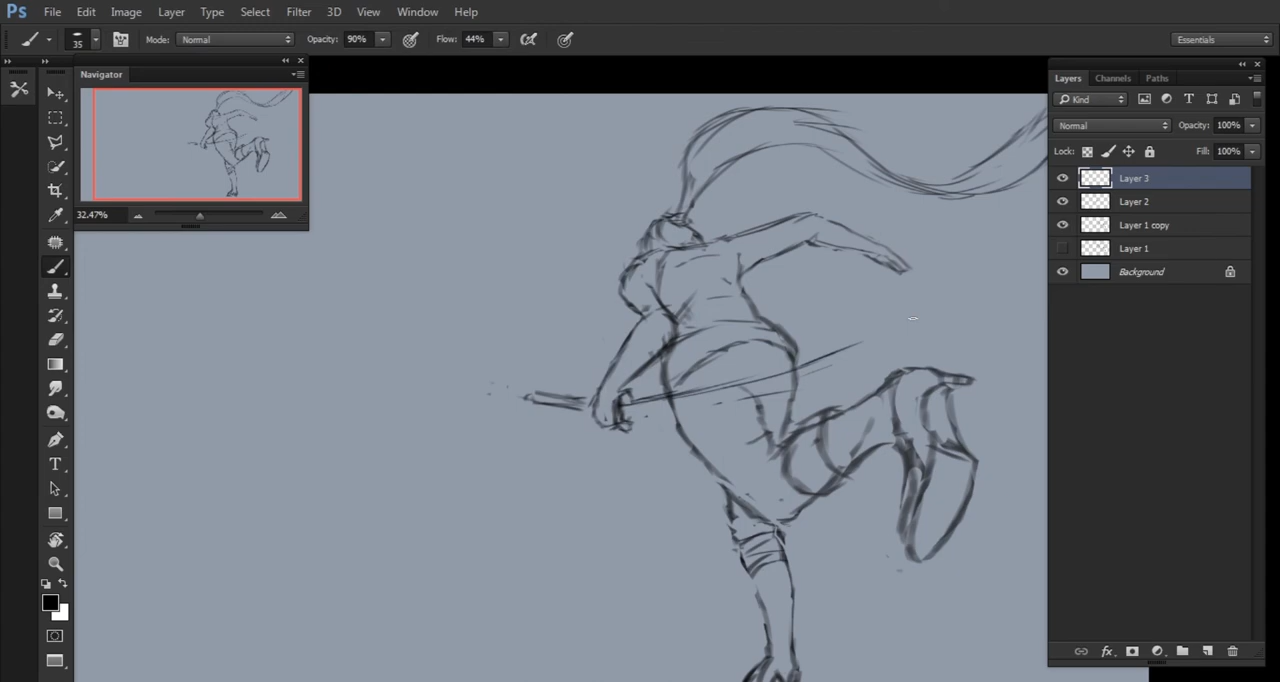 Ps File Edit Image Layer Type Select Filter 3D View Window Help
35 Mode: Normal Opacity: 90% Flow: 44% Essentials
Navigator
32.47%
Layers Channels Paths
Kind
Normal Opacity: 100%
Lock: Fill: 100%
Layer 3
Layer 2
Layer 1 copy
Layer 1
Background
fx